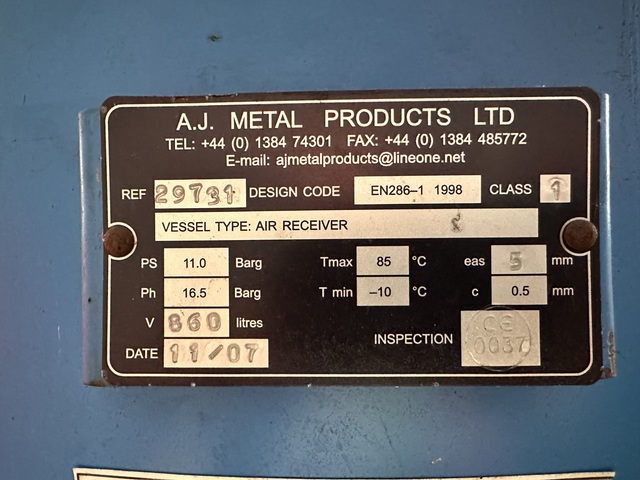 A.J. METAL PRODUCTS LTD
TEL: +44 (0) 1384 74301 FAX: +44 (0) 1384 485772
E-mail: ajmetalproducts@lineone.net
REF 29731 DESIGN CODE EN286–1 1998 CLASS 1
VESSEL TYPE: AIR RECEIVER
PS 11.0 Barg Tmax 85 °C eas 5 mm
Ph 16.5 Barg T min –10 °C c 0.5 mm
V 860 litres
DATE 11/07 INSPECTION CE 0037